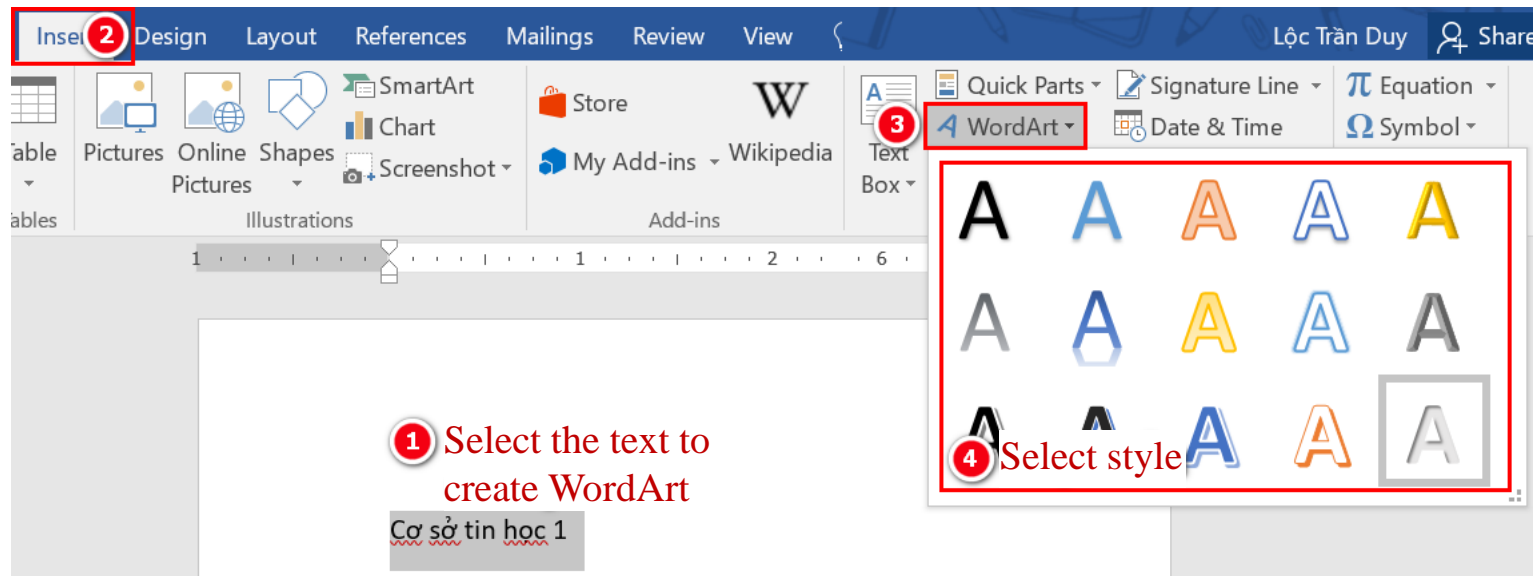 Inser 2 Design Layout References Mailings Review View Lộc Trần Duy Share
SmartArt
Chart
Screenshot
Table
Pictures
Online
Pictures
Shapes
Store
My Add-ins
W
Wikipedia
A
Text
Box
Quick Parts
3 WordArt
Signature Line
Date & Time
π Equation
Ω Symbol
Tables Illustrations Add-ins
1 1 2 6
A A A A A
A A A A A
A A A A A
4 Select style
1 Select the text to
create WordArt
Cơ sở tin học 1